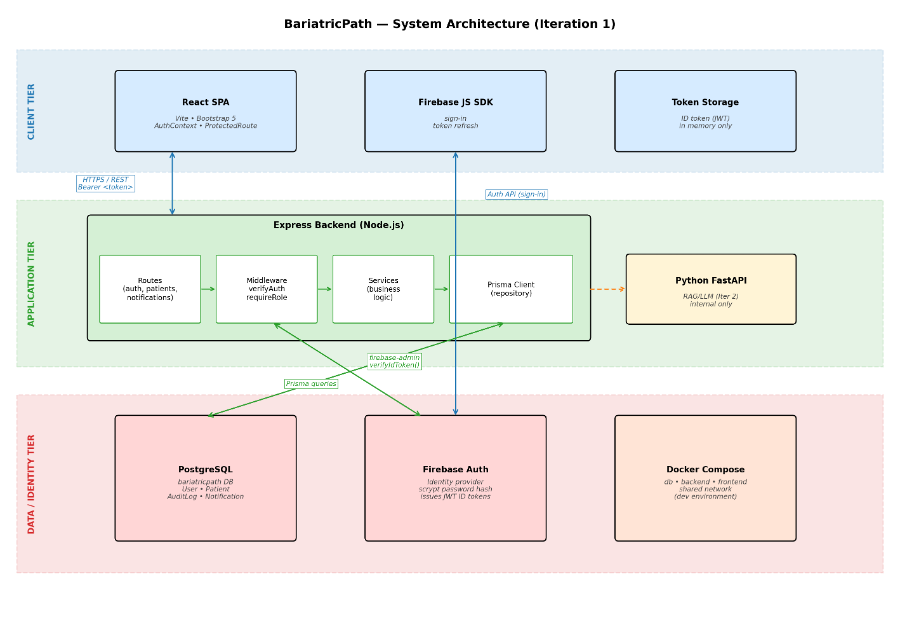 BariatricPath — System Architecture (Iteration 1)
CLIENT TIER
React SPA
Vite • Bootstrap 5
AuthContext • ProtectedRoute
Firebase JS SDK
sign-in
token refresh
Token Storage
ID token (JWT)
in memory only
HTTPS / REST
Bearer <token>
Auth API (sign-in)
APPLICATION TIER
Express Backend (Node.js)
Routes
(auth, patients,
notifications)
Middleware
verifyAuth
requireRole
Services
(business
logic)
Prisma Client
(repository)
Python FastAPI
RAG/LLM (Iter 2)
internal only
firebase-admin
verifyIdToken()
Prisma queries
DATA / IDENTITY TIER
PostgreSQL
bariatricpath DB
User • Patient
AuditLog • Notification
Firebase Auth
Identity provider
scrypt password hash
issues JWT ID tokens
Docker Compose
db • backend • frontend
shared network
(dev environment)